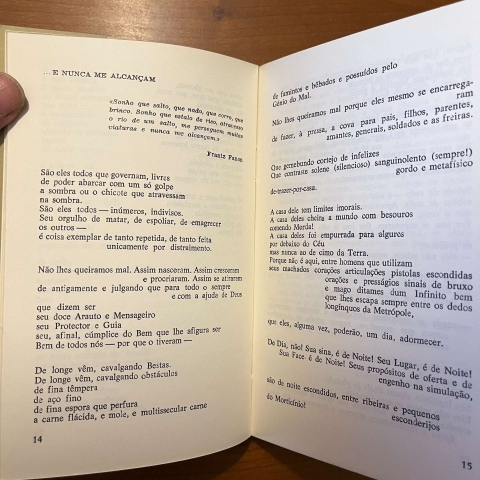 ... E NUNCA ME ALCANÇAM
«Sonho que salto, que nado, que corro, que
brinco. Sonho que estalo de riso, atravesso
o rio de um salto, me perseguem muitas
viaturas e nunca me alcançam.»
Frantz Fanon
São eles todos que governam, livres
de poder abarcar com um só golpe
a sombra ou o chicote que atravessam
na sombra.
São eles todos — inúmeros, indivisos.
Seu orgulho de matar, de espoliar, de emagrecer
os outros —
é coisa exemplar de tanto repetida, de tanto feita
unicamente por distraimento.
Não lhes queiramos mal. Assim nasceram. Assim cresceram
e procriaram. Assim se atiraram
de antigamente e julgando que para todo o sempre
e com a ajuda de Deus
que dizem ser
seu doce Arauto e Mensageiro
seu Protector e Guia
seu, afinal, cúmplice do Bem que lhe afigura ser
Bem de todos nós — por que o tiveram —
De longe vêm, cavalgando Bestas.
De longe vêm, cavalgando obstáculos
de fina têmpera
de aço fino
de fina espora que perfura
a carne flácida, e mole, e multissecular carne
14
de famintos e bêbados e possuídos pelo
Génio do Mal.
Não lhes queiramos mal porque eles mesmo se encarrega-
ram
de fazer, à pressa, a cova para pais, filhos, parentes,
amantes, generais, soldados e as freiras.
Que gerebundo cortejo de infelizes
Que contraste solene (silencioso) sanguinolento (sempre!)
gordo e metafísico
de-trazer-por-casa.
A casa dele tem limites imorais.
A casa deles cheira a mundo com besouros
comendo Merda!
A casa deles foi empurrada para alguros
por debaixo do Céu
mas nunca ao de cimo da Terra.
Porque não é aqui, entre homens que utilizam
seus machados corações articulações pistolas escondidas
orações e presságios sinais de bruxo
e mago ditames dum Infinito bem
que lhes escapa sempre entre os dedos
longínquos da Metrópole,
que eles, alguma vez, poderão, um dia, adormecer.
De Dia, não! Sua sina, é de Noite! Seu Lugar, é de Noite!
Sua Face é de Noite! Seus propósitos de oferta e de
engenho na simulação,
são de noite escondidos, entre ribeiras e pequenos
esconderijos
do Morticínio!
15